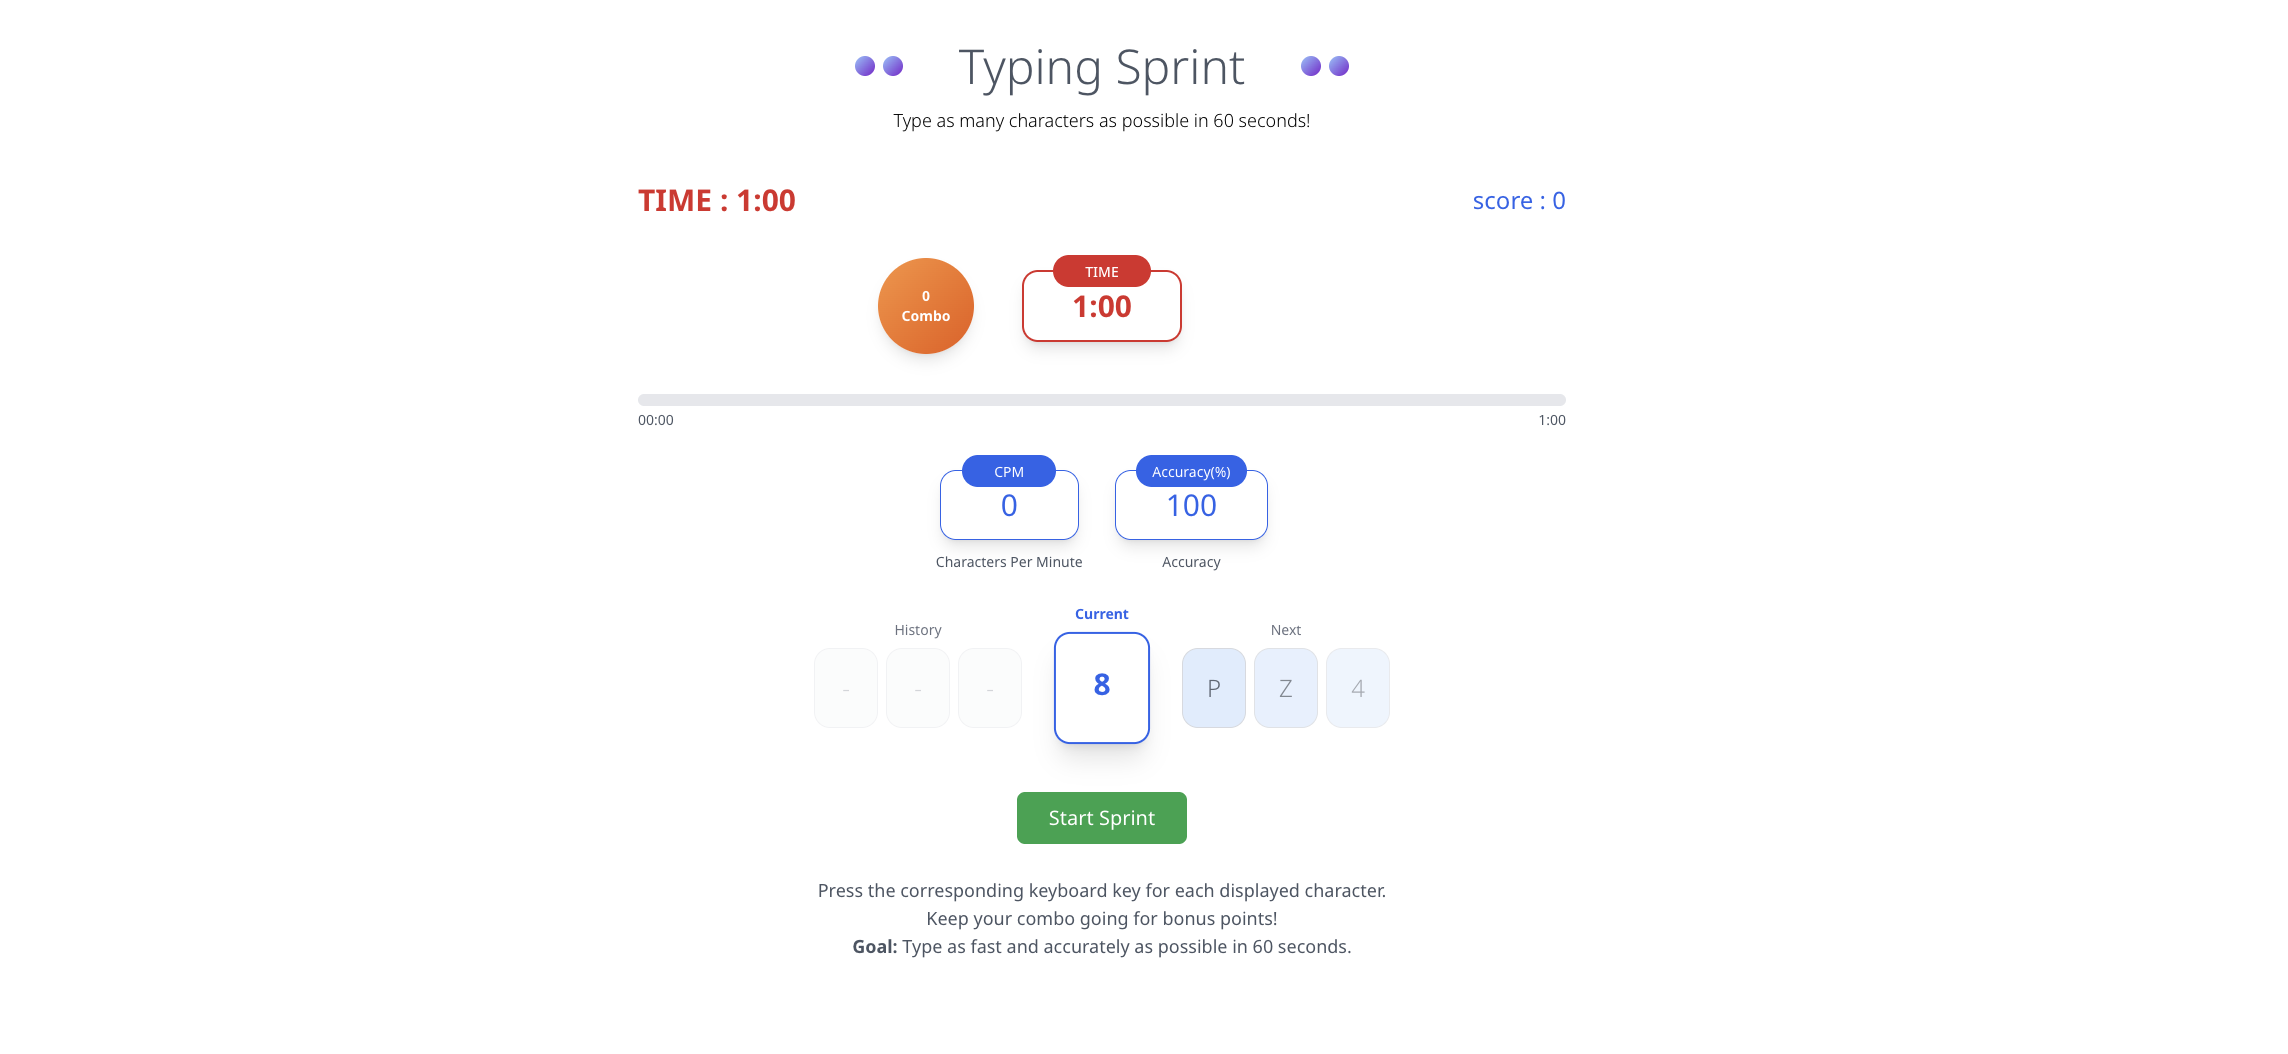 Typing Sprint
Type as many characters as possible in 60 seconds!
TIME : 1:00
score : 0
0
Combo
TIME
1:00
00:00
1:00
CPM
0
Characters Per Minute
Accuracy(%)
100
Accuracy
History
-
-
-
Current
8
Next
P
Z
4
Start Sprint
Press the corresponding keyboard key for each displayed character.
Keep your combo going for bonus points!
Goal: Type as fast and accurately as possible in 60 seconds.